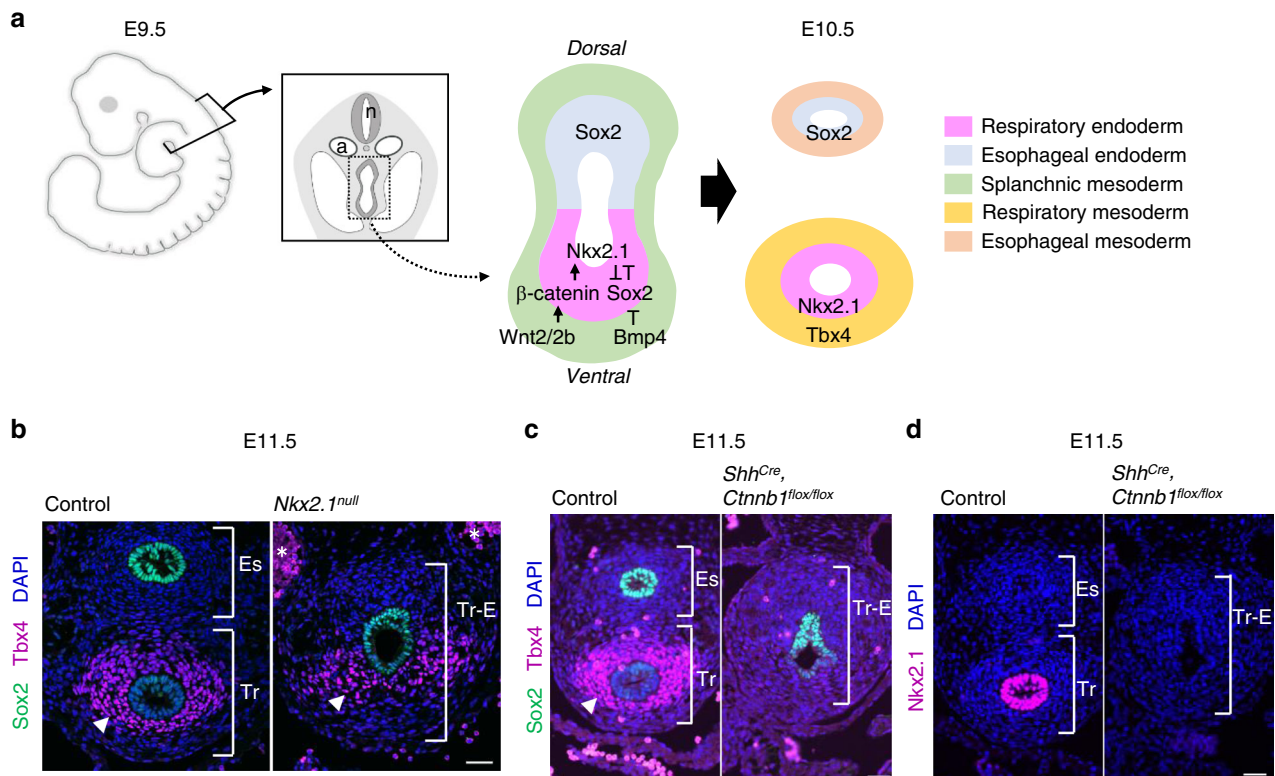 a
E9.5
n
a
Dorsal
Sox2
Nkx2.1
β-catenin Sox2
Wnt2/2b Bmp4
Ventral
E10.5
Sox2
Nkx2.1
Tbx4
Respiratory endoderm
Esophageal endoderm
Splanchnic mesoderm
Respiratory mesoderm
Esophageal mesoderm
b
E11.5
Control
Nkx2.1null
Sox2 Tbx4 DAPI
Es
Tr
*
*
Tr-E
c
E11.5
Control
ShhCre,
Ctnnb1flox/flox
Sox2 Tbx4 DAPI
Es
Tr
Tr-E
d
E11.5
Control
ShhCre,
Ctnnb1flox/flox
Nkx2.1 DAPI
Es
Tr
Tr-E